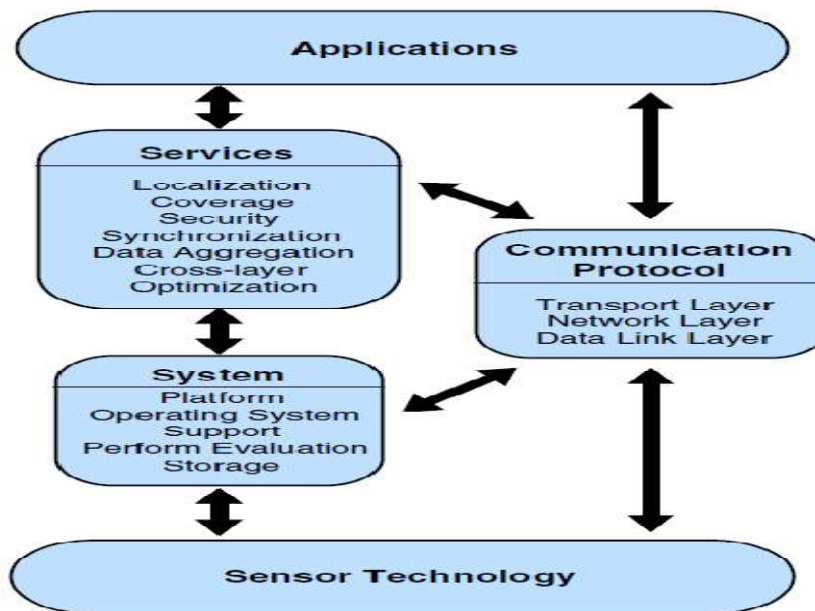 Applications
Services
Localization
Coverage
Security
Synchronization
Data Aggregation
Cross-layer
Optimization
Communication
Protocol
Transport Layer
Network Layer
Data Link Layer
System
Platform
Operating System
Support
Perform Evaluation
Storage
Sensor Technology